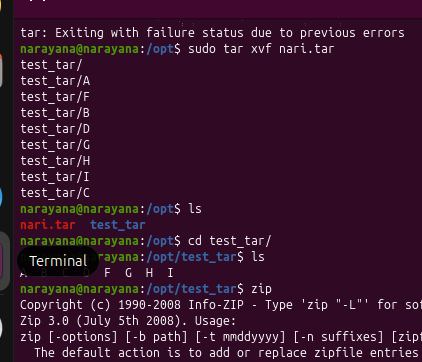 tar: Exiting with failure status due to previous errors
narayana@narayana:/opt$ sudo tar xvf nari.tar
test_tar/
test_tar/A
test_tar/F
test_tar/B
test_tar/D
test_tar/G
test_tar/H
test_tar/I
test_tar/C
narayana@narayana:/opt$ ls
nari.tar test_tar
narayana@narayana:/opt$ cd test_tar/
Terminal
narayana@narayana:/opt/test_tar$ ls
A B C D F G H I
narayana@narayana:/opt/test_tar$ zip
Copyright (c) 1990-2008 Info-ZIP - Type 'zip "-L"' for sof
Zip 3.0 (July 5th 2008). Usage:
zip [-options] [-b path] [-t mmddyyyy] [-n suffixes] [zipf
The default action is to add or replace zipfile entries